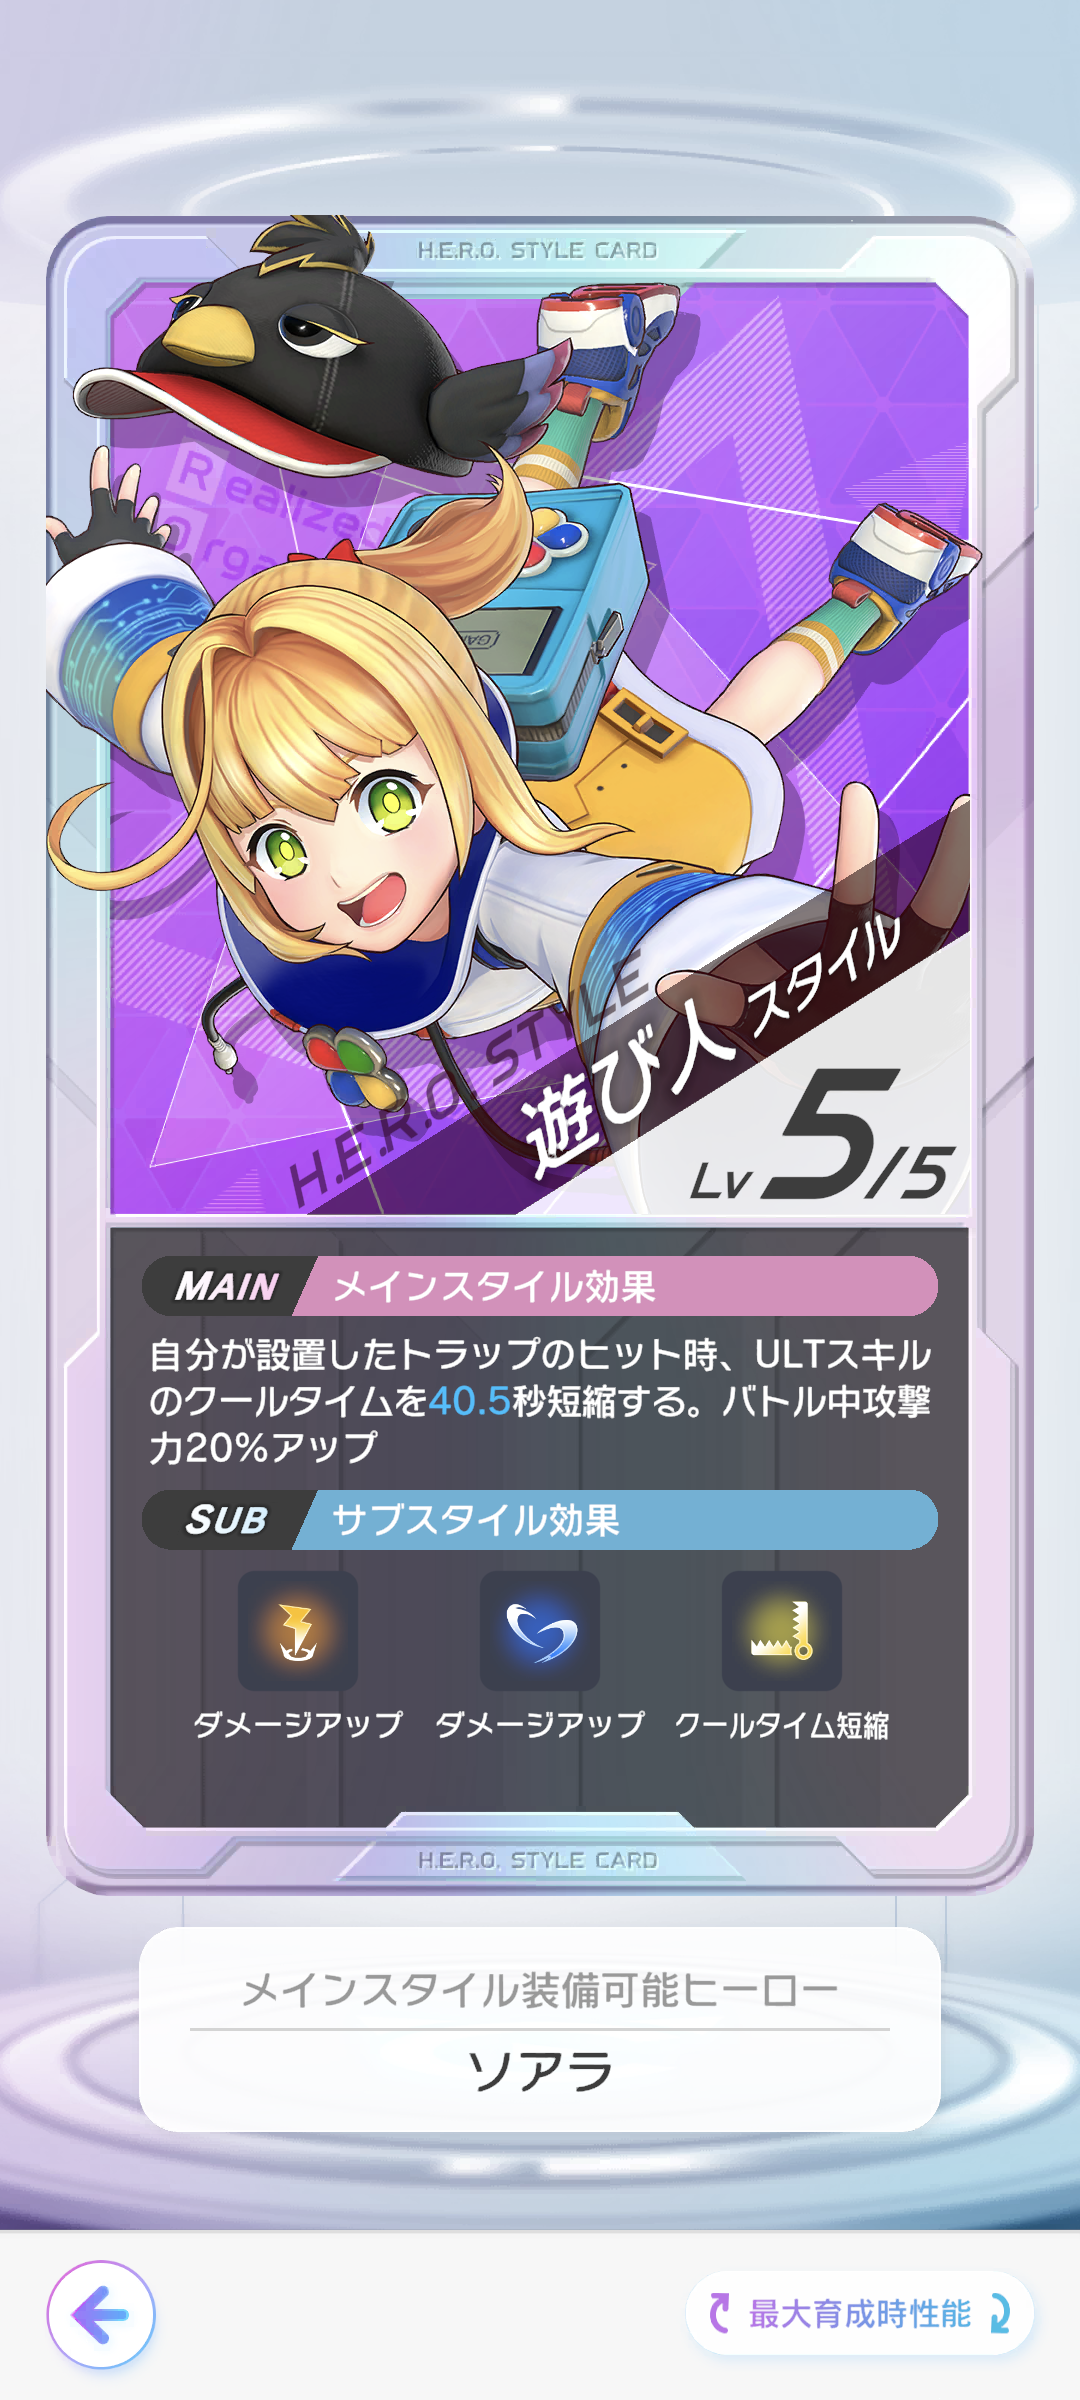 H.E.R.O. STYLE CARD
Realized
Orga
GAM
H.E.R.O. STYLE
遊び人スタイル
Lv 5/5
MAIN メインスタイル効果
自分が設置したトラップのヒット時、ULTスキル
のクールタイムを40.5秒短縮する。バトル中攻撃
力20%アップ
SUB サブスタイル効果
ダメージアップ ダメージアップ クールタイム短縮
H.E.R.O. STYLE CARD
メインスタイル装備可能ヒーロー
ソアラ
最大育成時性能